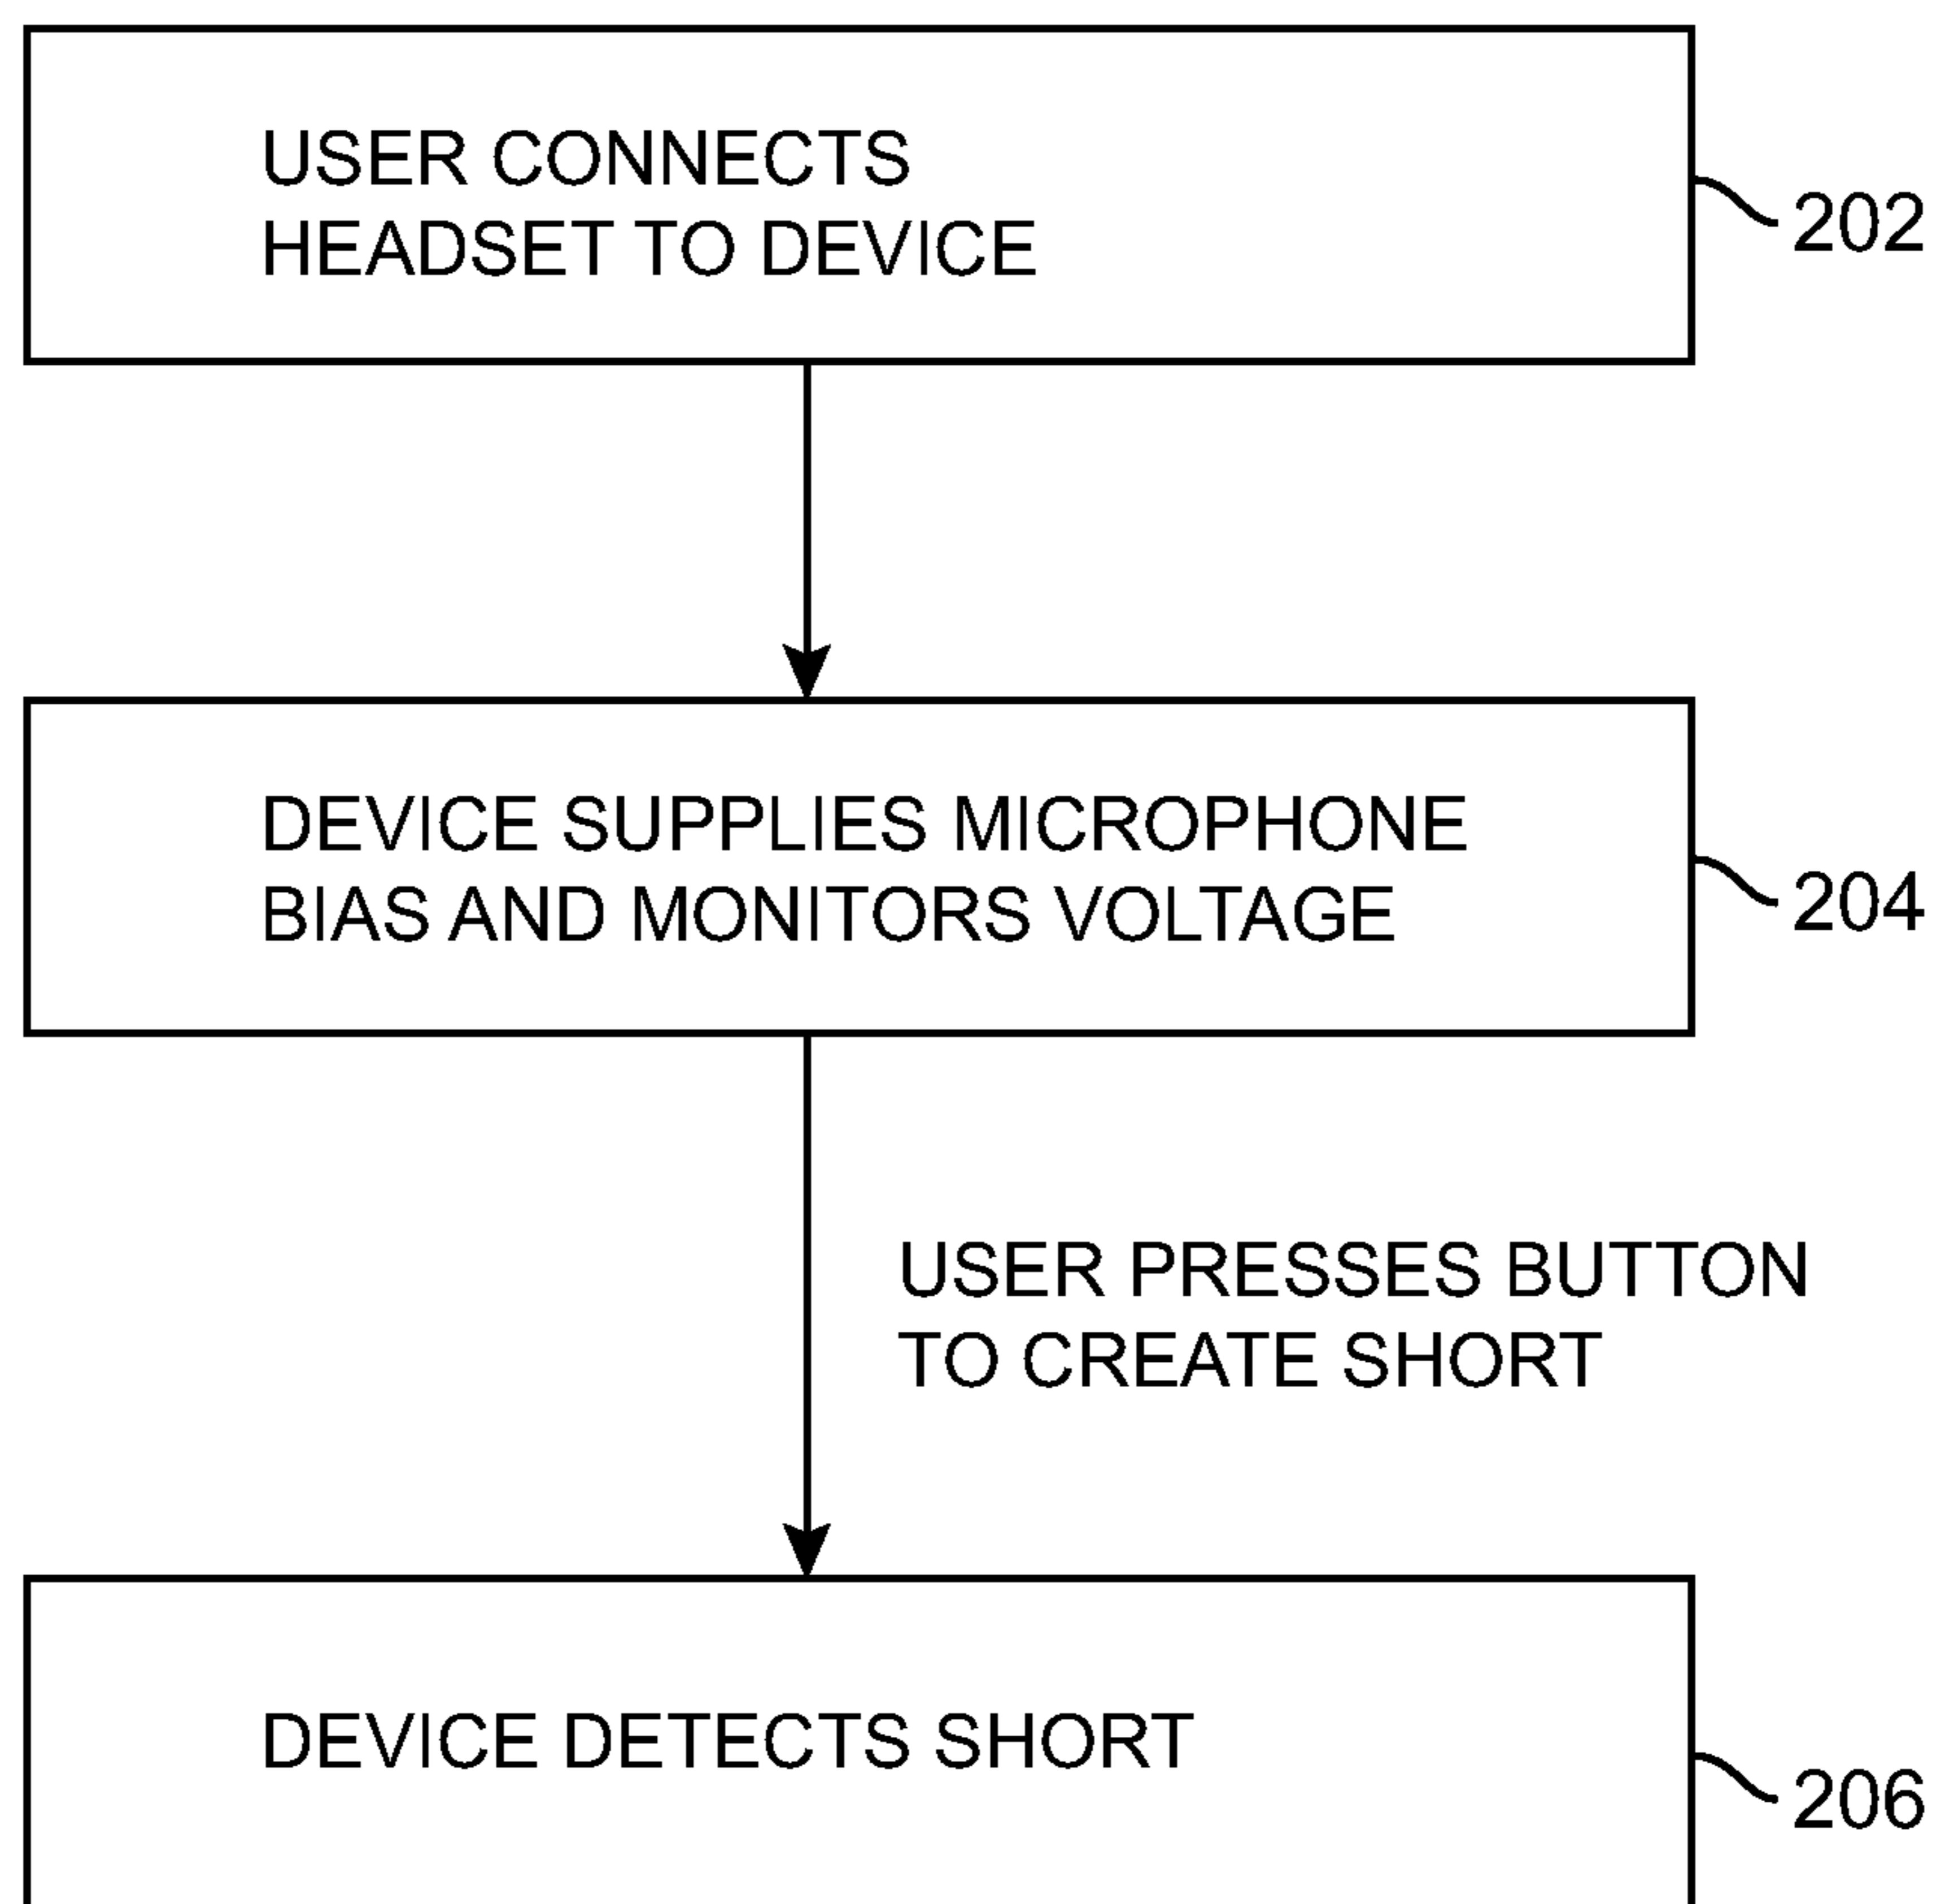 USER CONNECTS
HEADSET TO DEVICE
202
DEVICE SUPPLIES MICROPHONE
BIAS AND MONITORS VOLTAGE
204
USER PRESSES BUTTON
TO CREATE SHORT
DEVICE DETECTS SHORT
206